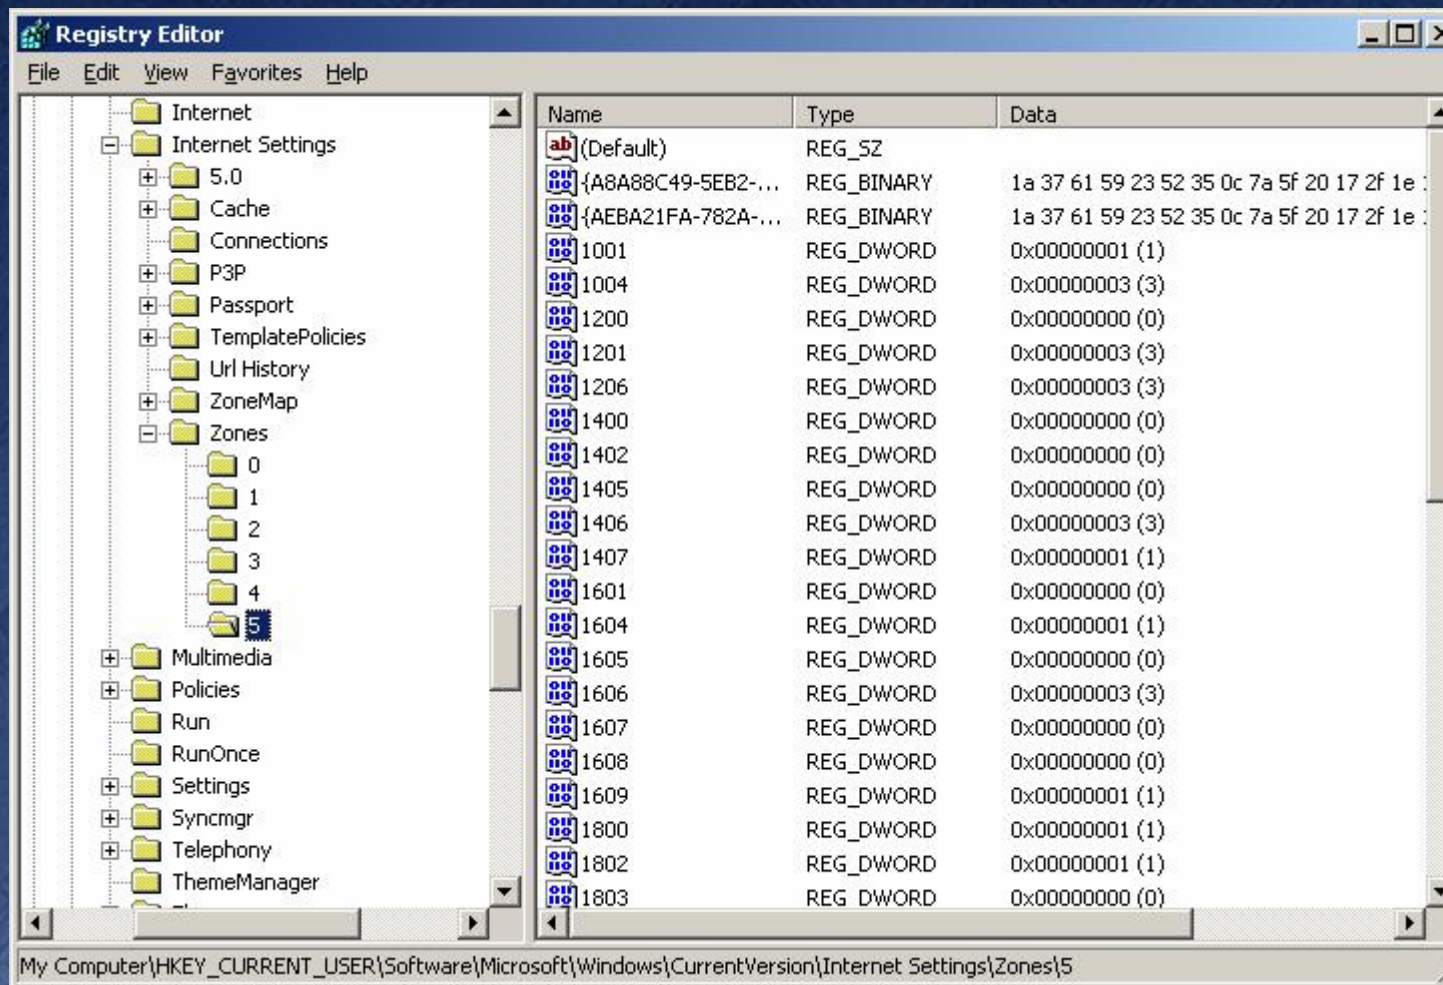 Registry Editor
File Edit View Favorites Help
Internet
Internet Settings
5.0
Cache
Connections
P3P
Passport
TemplatePolicies
Url History
ZoneMap
Zones
0
1
2
3
4
5
Multimedia
Policies
Run
RunOnce
Settings
Syncmgr
Telephony
ThemeManager
Name Type Data
(Default) REG_SZ
{A8A88C49-5EB2-... REG_BINARY 1a 37 61 59 23 52 35 0c 7a 5f 20 17 2f 1e
{AEBA21FA-782A-... REG_BINARY 1a 37 61 59 23 52 35 0c 7a 5f 20 17 2f 1e
1001 REG_DWORD 0x00000001 (1)
1004 REG_DWORD 0x00000003 (3)
1200 REG_DWORD 0x00000000 (0)
1201 REG_DWORD 0x00000003 (3)
1206 REG_DWORD 0x00000003 (3)
1400 REG_DWORD 0x00000000 (0)
1402 REG_DWORD 0x00000000 (0)
1405 REG_DWORD 0x00000000 (0)
1406 REG_DWORD 0x00000003 (3)
1407 REG_DWORD 0x00000001 (1)
1601 REG_DWORD 0x00000000 (0)
1604 REG_DWORD 0x00000001 (1)
1605 REG_DWORD 0x00000000 (0)
1606 REG_DWORD 0x00000003 (3)
1607 REG_DWORD 0x00000000 (0)
1608 REG_DWORD 0x00000000 (0)
1609 REG_DWORD 0x00000001 (1)
1800 REG_DWORD 0x00000001 (1)
1802 REG_DWORD 0x00000001 (1)
1803 REG_DWORD 0x00000000 (0)
My Computer\HKEY_CURRENT_USER\Software\Microsoft\Windows\CurrentVersion\Internet Settings\Zones\5